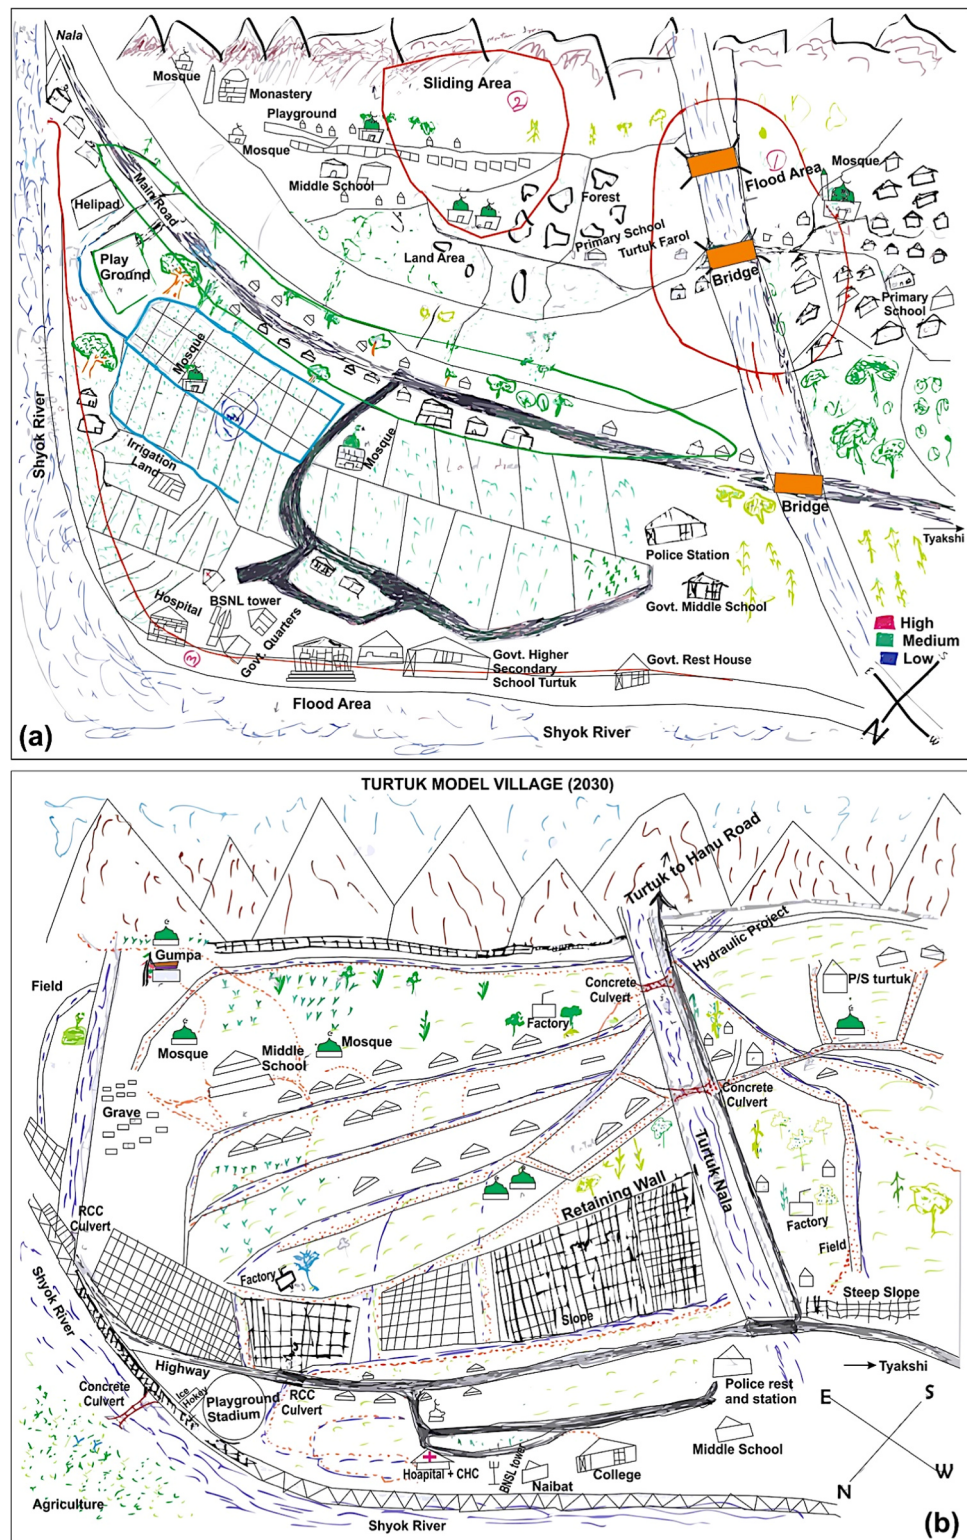 Nala
Mosque
Monastery
Sliding Area
2
Playground
Mosque
Middle School
1
Flood Area
Mosque
Main Road
Helipad
Forest
Primary School
Turtuk Farol
Land Area
Bridge
Primary
School
Play
Ground
Mosque
Shyok River
Irrigation
Land
Mosque
Bridge
Tyakshi
Police Station
Govt. Middle School
Hospital
BSNL tower
Govt. Quarters
3
Govt. Higher
Secondary
School Turtuk
Govt. Rest House
High
Medium
Low
Flood Area
Shyok River
E
S
N
W
(a)
TURTUK MODEL VILLAGE (2030)
Turtuk to Hanu Road
Hydraulic Project
Gumpa
Field
Concrete
Culvert
P/S turtuk
Factory
Mosque
Middle
School
Mosque
Grave
Concrete
Culvert
Turtuk Nala
RCC
Culvert
Retaining Wall
Factory
Field
Factory
Slope
Steep Slope
Shyok River
Highway
Tyakshi
Concrete
Culvert
Ice
Hokey
Playground
Stadium
RCC
Culvert
Police rest
and station
E
S
Middle School
Hoapital + CHC
BNSL tower
Naibat
College
N
W
Agriculture
Shyok River
(b)